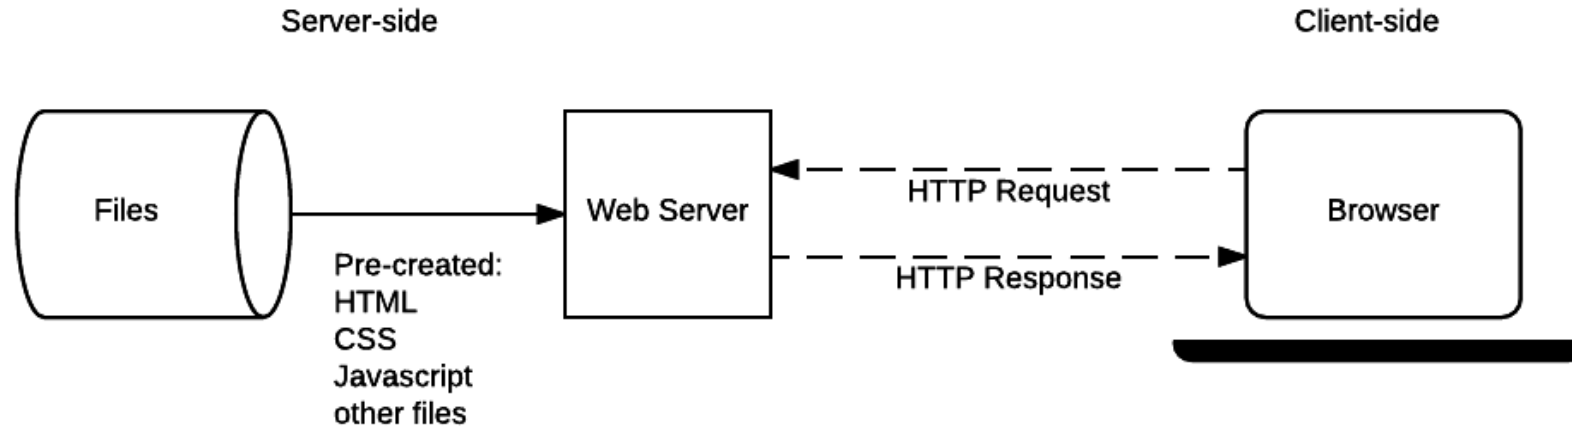 Server-side
Client-side
Files
Web Server
HTTP Request
Browser
HTTP Response
Pre-created:
HTML
CSS
Javascript
other files